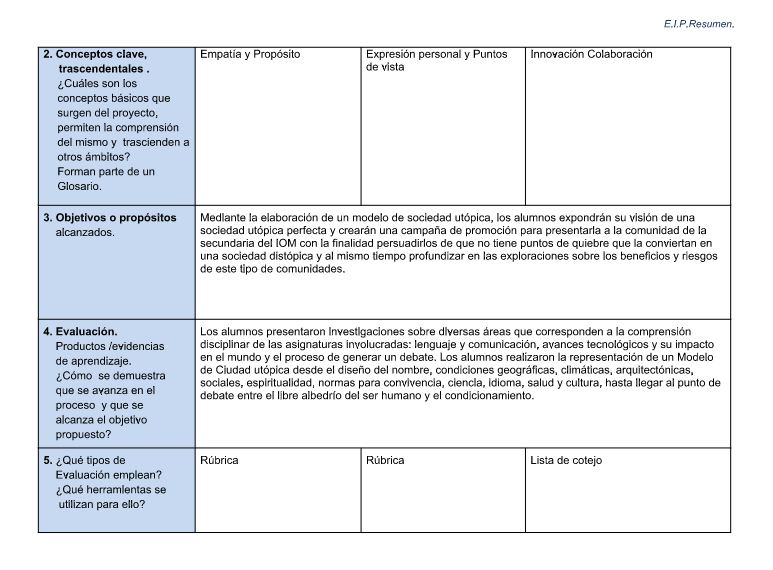 E.I.P.Resumen.
2. Conceptos clave,
trascendentales .
¿Cuáles son los
conceptos básicos que
surgen del proyecto,
permiten la comprensión
del mismo y trascienden a
otros ámbitos?
Forman parte de un
Glosario.
Empatía y Propósito
Expresión personal y Puntos
de vista
Innovación Colaboración
3. Objetivos o propósitos
alcanzados.
Mediante la elaboración de un modelo de sociedad utópica, los alumnos expondrán su visión de una
sociedad utópica perfecta y crearán una campaña de promoción para presentarla a la comunidad de la
secundaria del IOM con la finalidad persuadirlos de que no tiene puntos de quiebre que la conviertan en
una sociedad distópica y al mismo tiempo profundizar en las exploraciones sobre los beneficios y riesgos
de este tipo de comunidades.
4. Evaluación.
Productos /evidencias
de aprendizaje.
¿Cómo se demuestra
que se avanza en el
proceso y que se
alcanza el objetivo
propuesto?
Los alumnos presentaron investigaciones sobre diversas áreas que corresponden a la comprensión
disciplinar de las asignaturas involucradas: lenguaje y comunicación, avances tecnológicos y su impacto
en el mundo y el proceso de generar un debate. Los alumnos realizaron la representación de un Modelo
de Ciudad utópica desde el diseño del nombre, condiciones geográficas, climáticas, arquitectónicas,
sociales, espiritualidad, normas para convivencia, ciencia, idioma, salud y cultura, hasta llegar al punto de
debate entre el libre albedrío del ser humano y el condicionamiento.
5. ¿Qué tipos de
Evaluación emplean?
¿Qué herramientas se
utilizan para ello?
Rúbrica
Rúbrica
Lista de cotejo